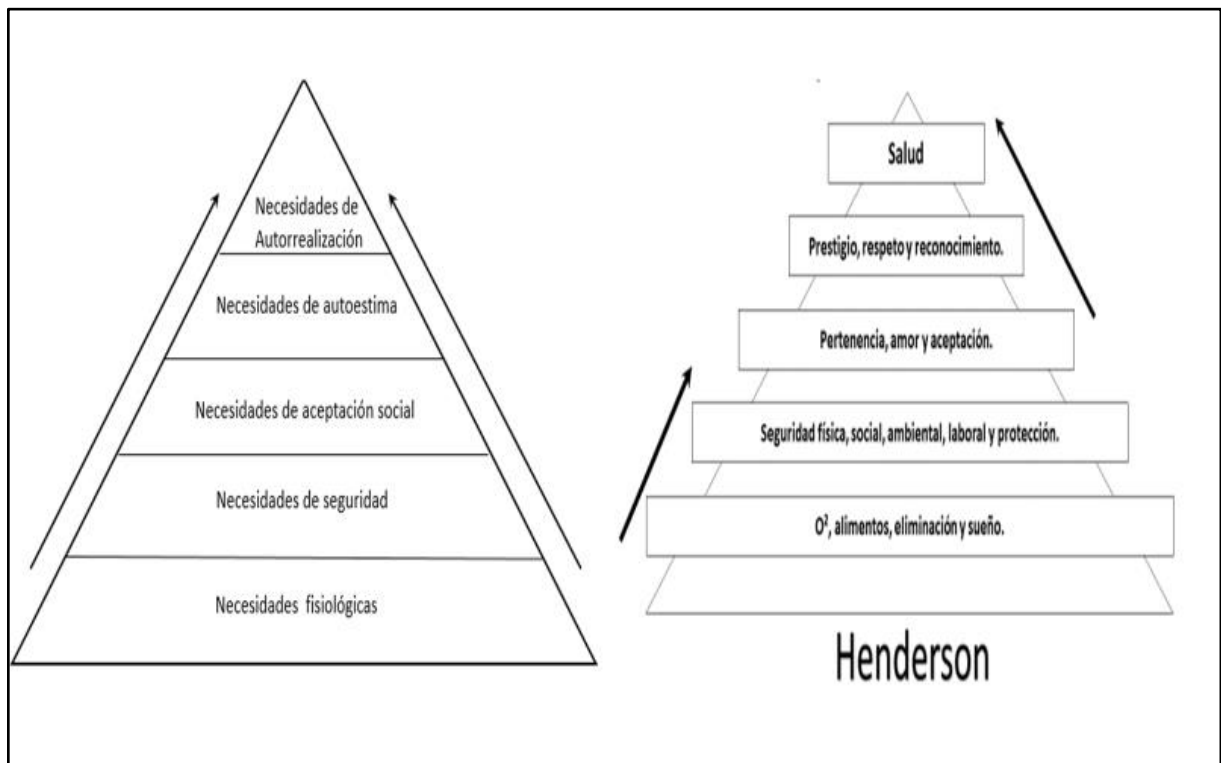 Necesidades de
Autorrealización
Necesidades de autoestima
Necesidades de aceptación social
Necesidades de seguridad
Necesidades fisiológicas
Salud
Prestigio, respeto y reconocimiento.
Pertenencia, amor y aceptación.
Seguridad física, social, ambiental, laboral y protección.
O², alimentos, eliminación y sueño.
Henderson